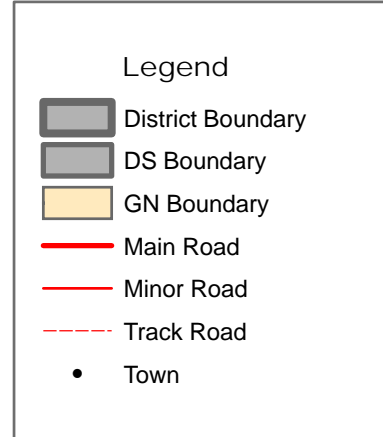 Legend
District Boundary
DS Boundary
GN Boundary
Main Road
Minor Road
Track Road
Town